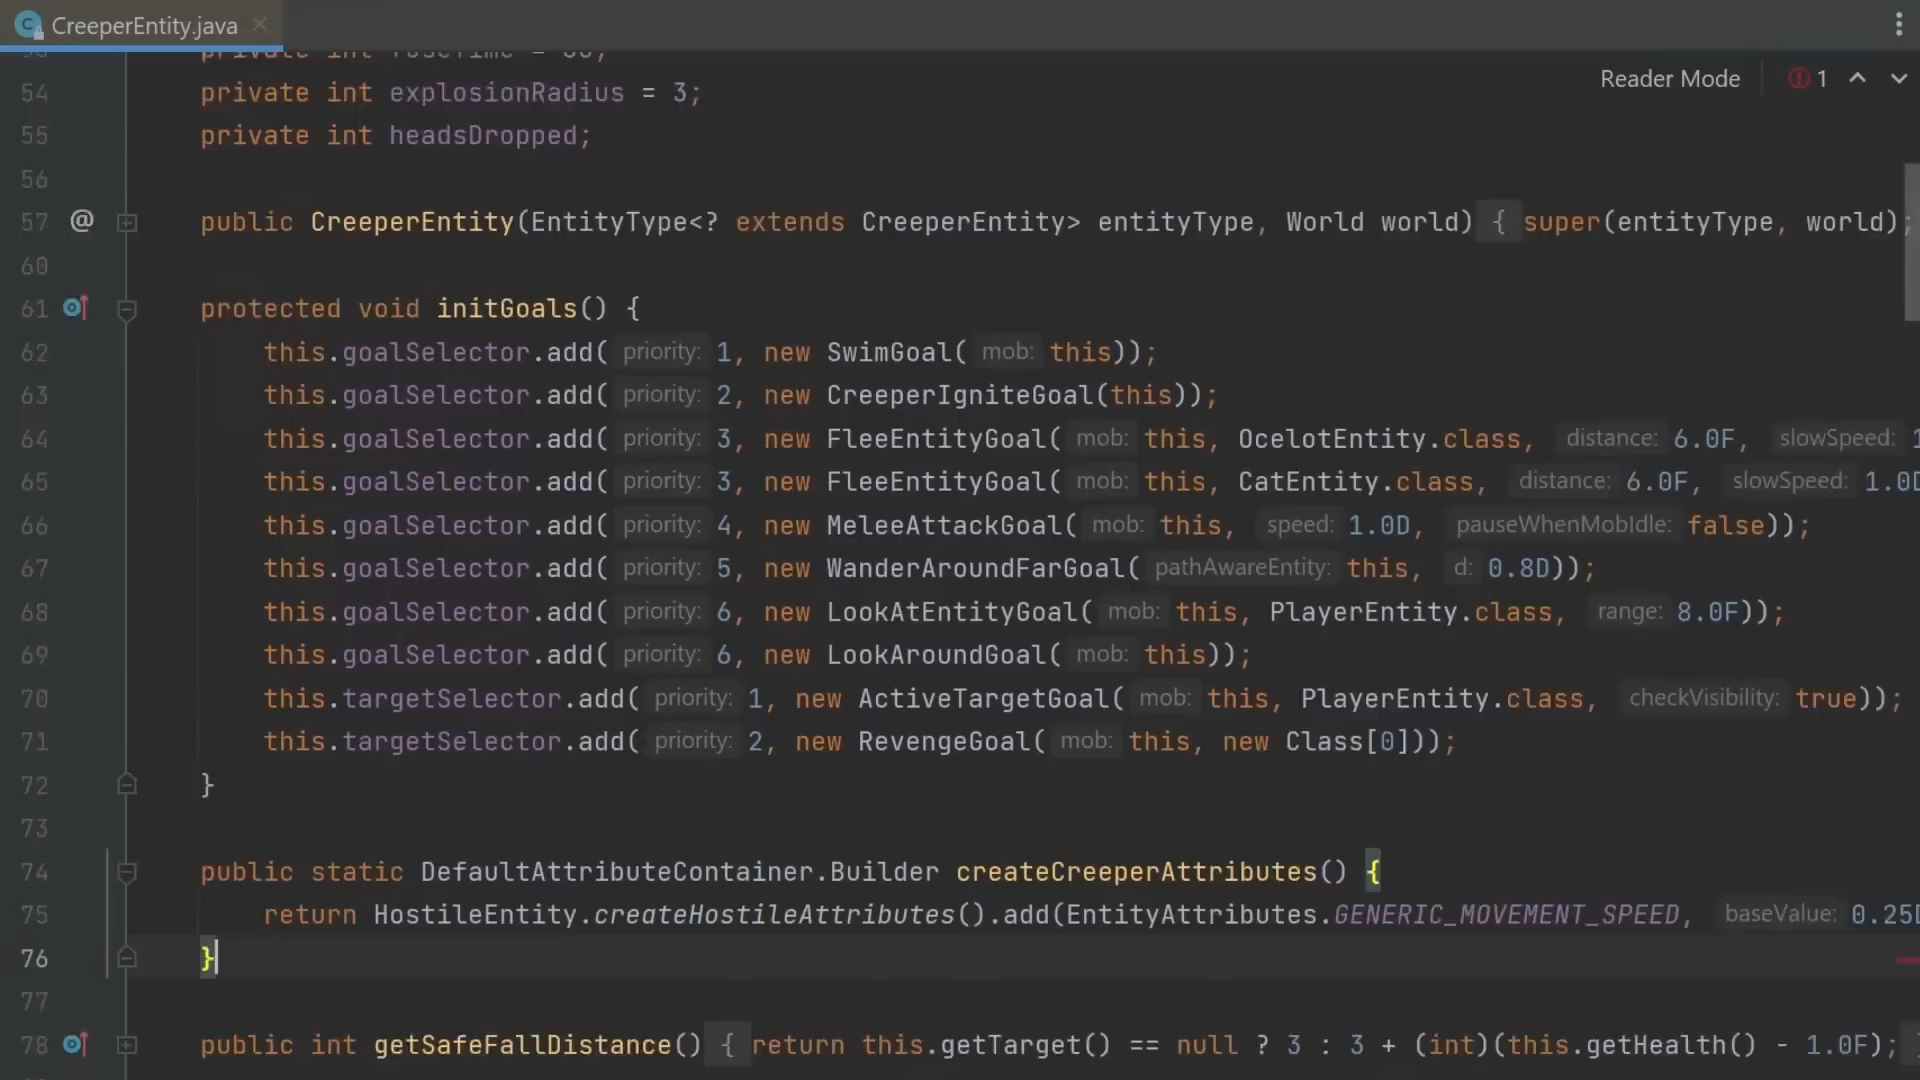 CreeperEntity.java
Reader Mode 1
54 private int explosionRadius = 3;
55 private int headsDropped;
56
57 @ public CreeperEntity(EntityType<? extends CreeperEntity> entityType, World world) { super(entityType, world);
60
61 protected void initGoals() {
62 this.goalSelector.add( priority: 1, new SwimGoal( mob: this));
63 this.goalSelector.add( priority: 2, new CreeperIgniteGoal(this));
64 this.goalSelector.add( priority: 3, new FleeEntityGoal( mob: this, OcelotEntity.class, distance: 6.0F, slowSpeed: 1
65 this.goalSelector.add( priority: 3, new FleeEntityGoal( mob: this, CatEntity.class, distance: 6.0F, slowSpeed: 1.0D
66 this.goalSelector.add( priority: 4, new MeleeAttackGoal( mob: this, speed: 1.0D, pauseWhenMobIdle: false));
67 this.goalSelector.add( priority: 5, new WanderAroundFarGoal( pathAwareEntity: this, d: 0.8D));
68 this.goalSelector.add( priority: 6, new LookAtEntityGoal( mob: this, PlayerEntity.class, range: 8.0F));
69 this.goalSelector.add( priority: 6, new LookAroundGoal( mob: this));
70 this.targetSelector.add( priority: 1, new ActiveTargetGoal( mob: this, PlayerEntity.class, checkVisibility: true));
71 this.targetSelector.add( priority: 2, new RevengeGoal( mob: this, new Class[0]));
72 }
73
74 public static DefaultAttributeContainer.Builder createCreeperAttributes() {
75 return HostileEntity.createHostileAttributes().add(EntityAttributes.GENERIC_MOVEMENT_SPEED, baseValue: 0.25D
76 }
77
78 public int getSafeFallDistance() { return this.getTarget() == null ? 3 : 3 + (int)(this.getHealth() - 1.0F);